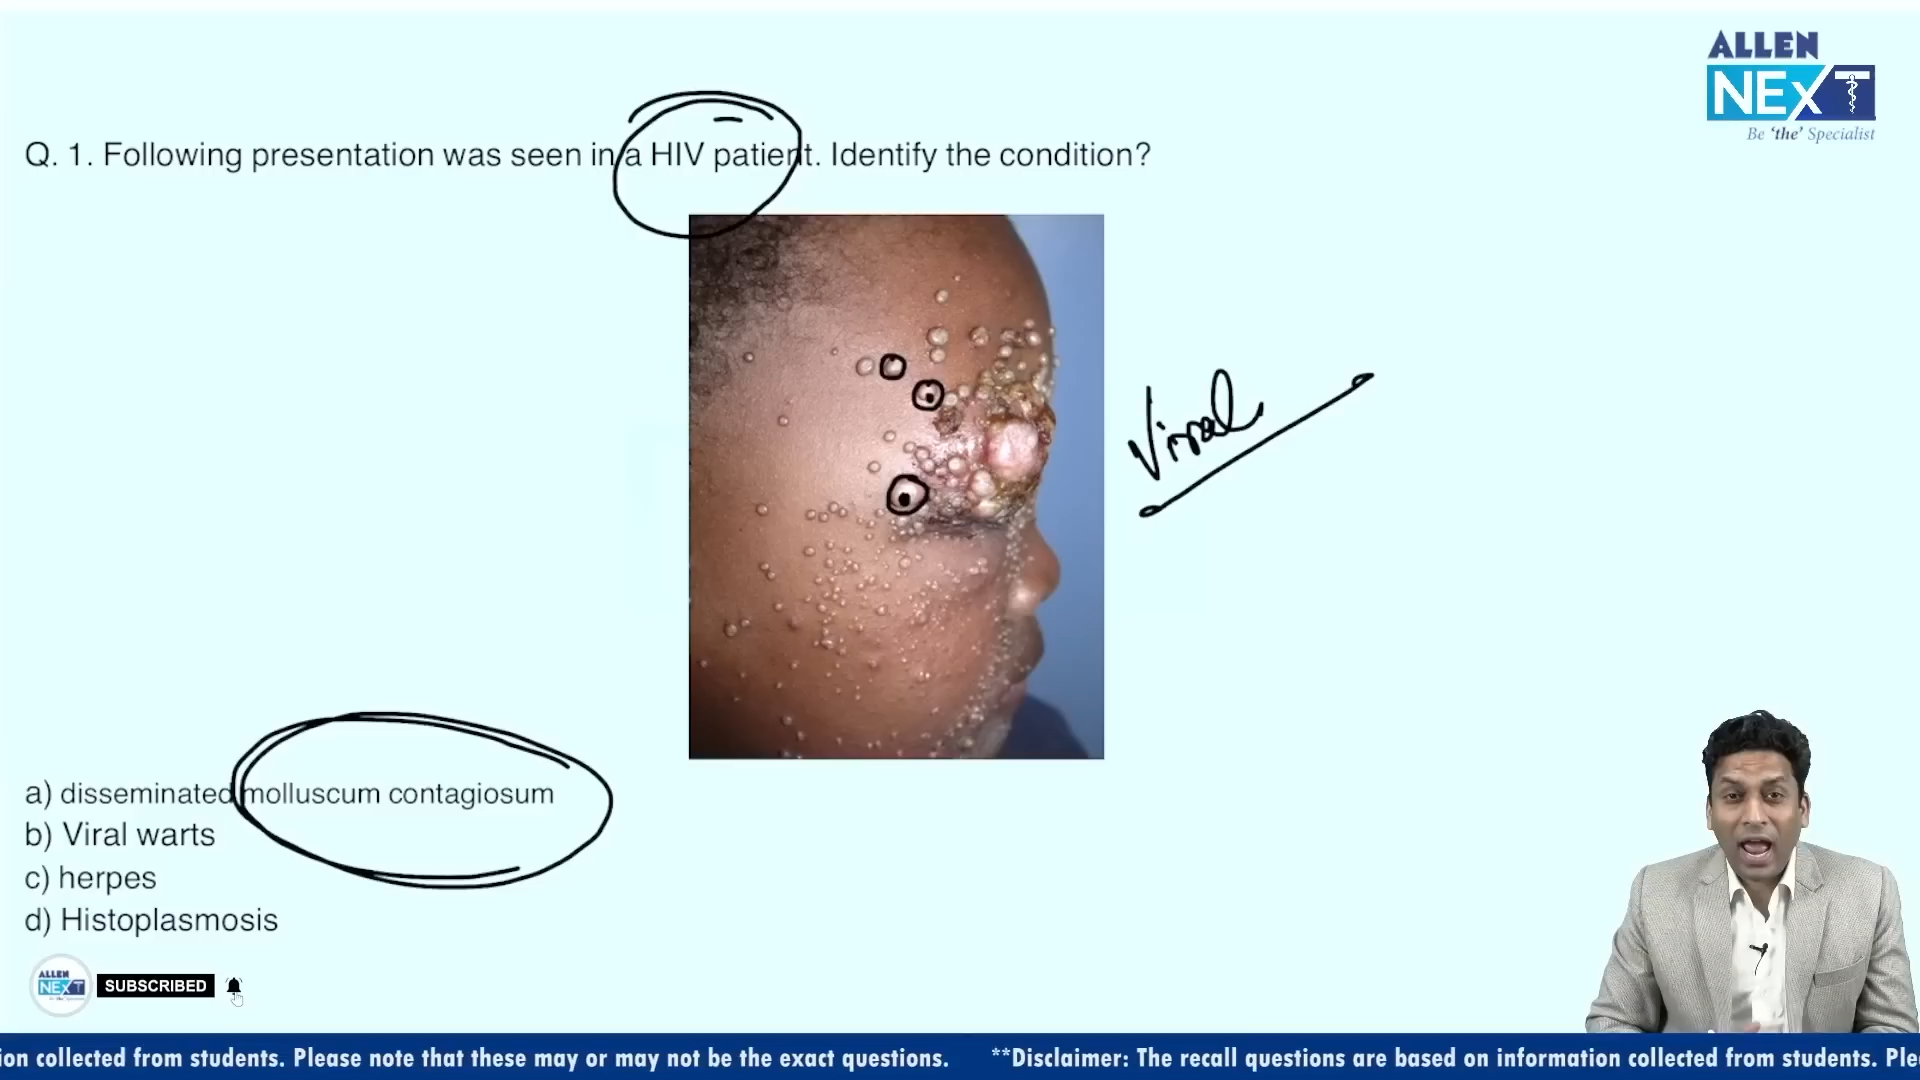 ALLEN
NEXT
Be 'the' Specialist
Q. 1. Following presentation was seen in a HIV patient. Identify the condition?
Viral
a) disseminated molluscum contagiosum
b) Viral warts
c) herpes
d) Histoplasmosis
ALLEN
NEXT
SUBSCRIBED
ion collected from students. Please note that these may or may not be the exact questions. **Disclaimer: The recall questions are based on information collected from students. Ple